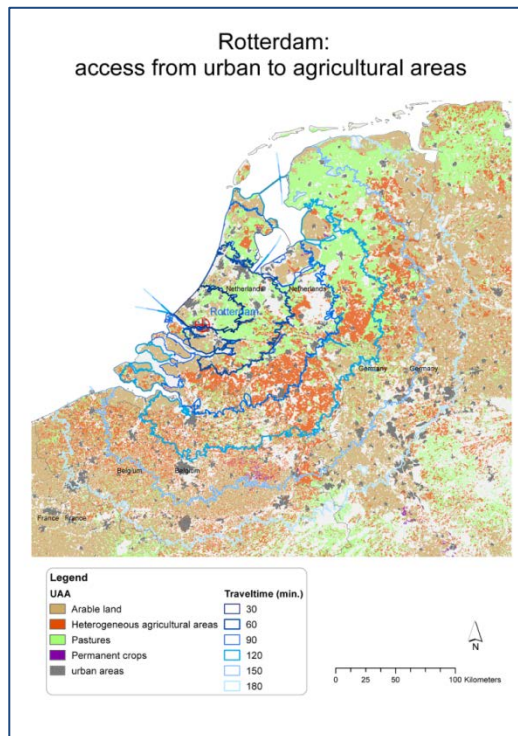 Rotterdam:
access from urban to agricultural areas
Netherlands
Netherlands
Rotterdam
Germany
Germany
Belgium
Belgium
France
France
Legend
UAA
Arable land
Heterogeneous agricultural areas
Pastures
Permanent crops
urban areas
Traveltime (min.)
30
60
90
120
150
180
N
0 25 50 100 Kilometers